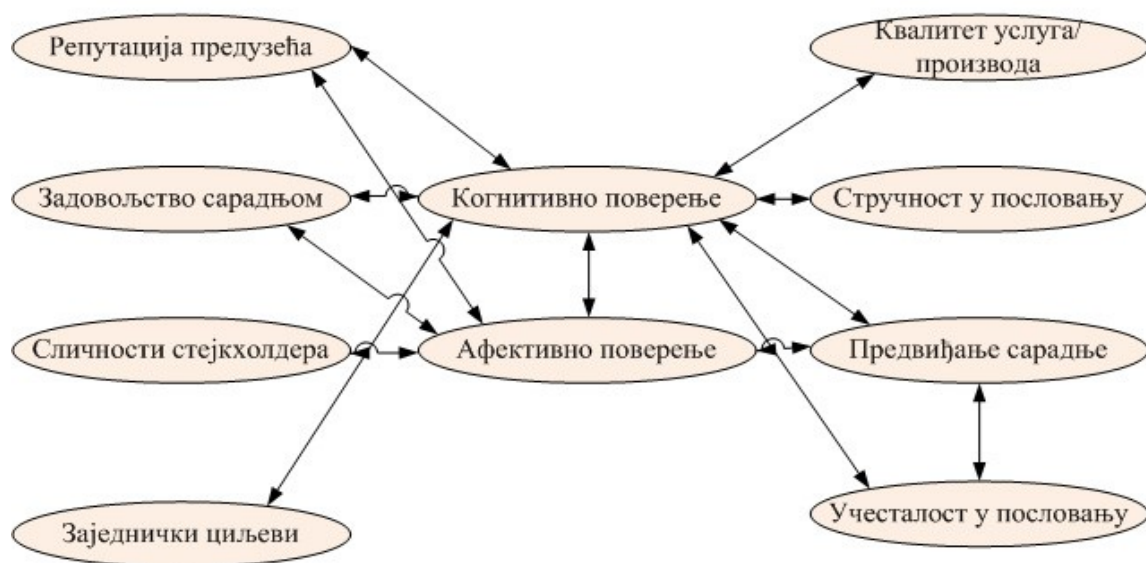 Репутација предузећа
Квалитет услуга/
производа
Задовољство сарадњом
Когнитивно поверење
Стручност у пословању
Сличности стејкхолдера
Афективно поверење
Предвиђање сарадње
Заједнички циљеви
Учесталост у пословању